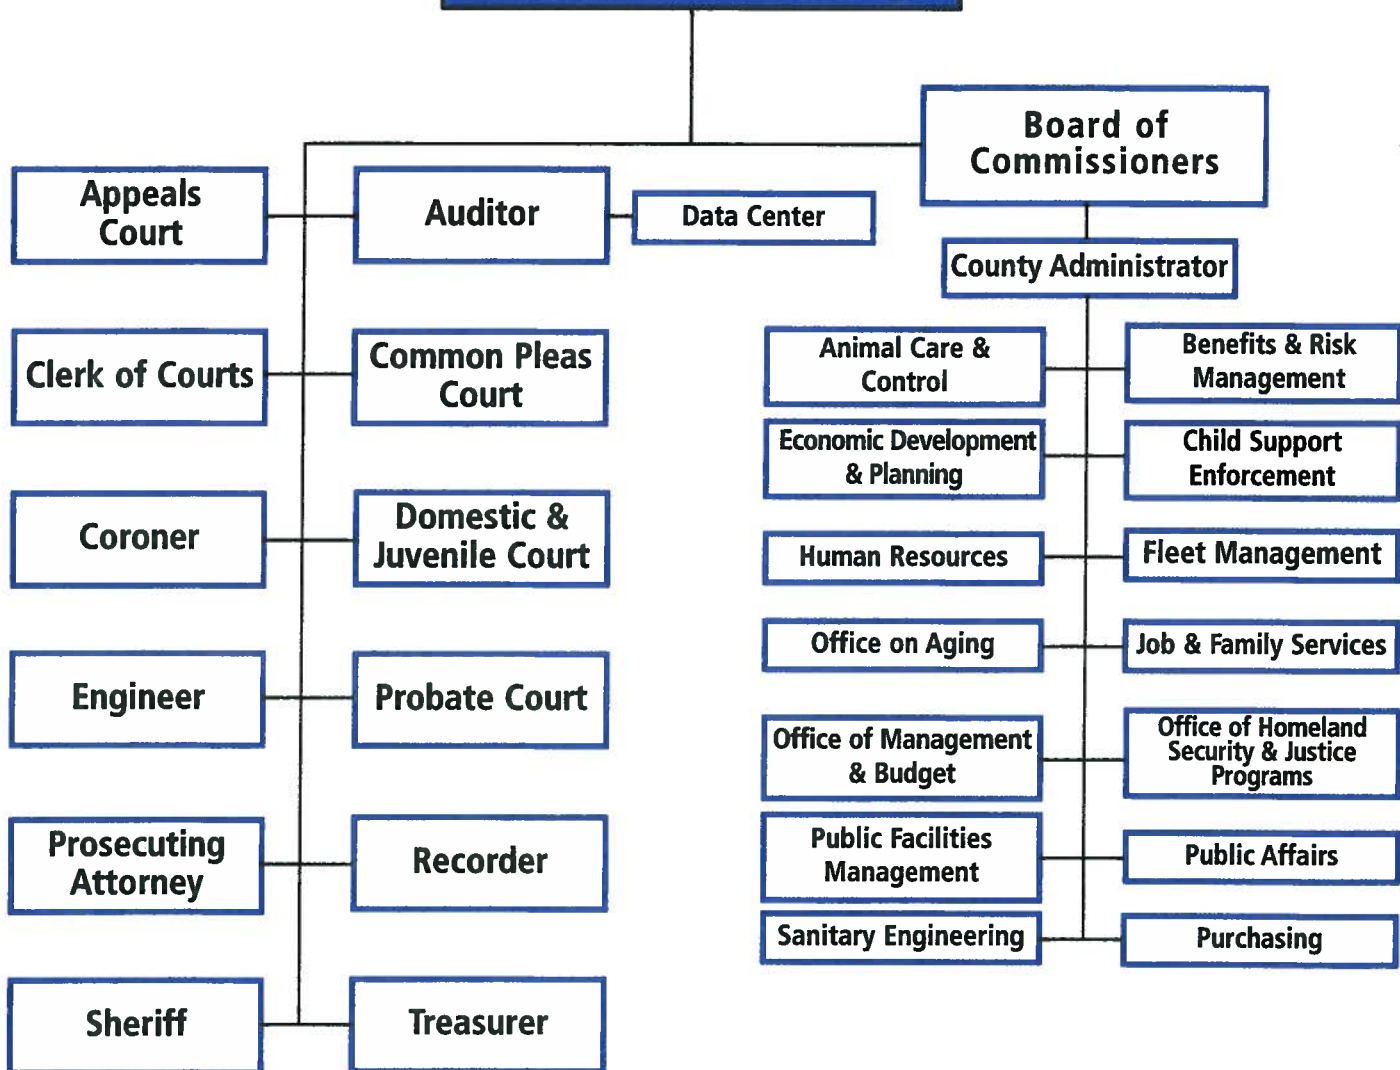 Board of
Commissioners
Appeals
Court
Auditor
Data Center
County Administrator
Clerk of Courts
Common Pleas
Court
Animal Care &
Control
Benefits & Risk
Management
Economic Development
& Planning
Child Support
Enforcement
Coroner
Domestic &
Juvenile Court
Human Resources
Fleet Management
Office on Aging
Job & Family Services
Engineer
Probate Court
Office of Management
& Budget
Office of Homeland
Security & Justice
Programs
Prosecuting
Attorney
Recorder
Public Facilities
Management
Public Affairs
Sanitary Engineering
Purchasing
Sheriff
Treasurer